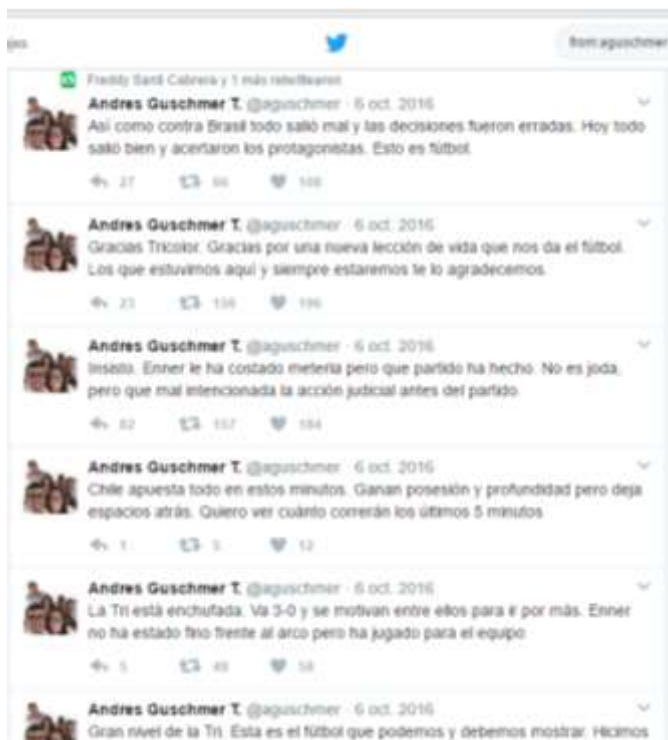 from:aguschmer
Freddy Santi Cabrera y 1 más retwittearon
Andres Guschmer T. @aguschmer · 6 oct. 2016
Así como contra Brasil todo salió mal y las decisiones fueron erradas. Hoy todo
salió bien y acertaron los protagonistas. Esto es fútbol
27 66 108
Andres Guschmer T. @aguschmer · 6 oct. 2016
Gracias Tricolor. Gracias por una nueva lección de vida que nos da el fútbol.
Los que estuvimos aquí y siempre estaremos te lo agradecemos.
23 156 196
Andres Guschmer T. @aguschmer · 6 oct. 2016
Insisto. Enner le ha costado meterla pero que partido ha hecho. No es joda,
pero que mal intencionada la acción judicial antes del partido.
82 157 184
Andres Guschmer T. @aguschmer · 6 oct. 2016
Chile apuesta todo en estos minutos. Ganan posesión y profundidad pero deja
espacios atrás. Quiero ver cuánto correrán los últimos 5 minutos
1 5 12
Andres Guschmer T. @aguschmer · 6 oct. 2016
La Tri está enchufada. Va 3-0 y se motivan entre ellos para ir por más. Enner
no ha estado fino frente al arco pero ha jugado para el equipo
5 49 58
Andres Guschmer T. @aguschmer · 6 oct. 2016
Gran nivel de la Tri. Esta es el fútbol que podemos y debemos mostrar. Hicimos